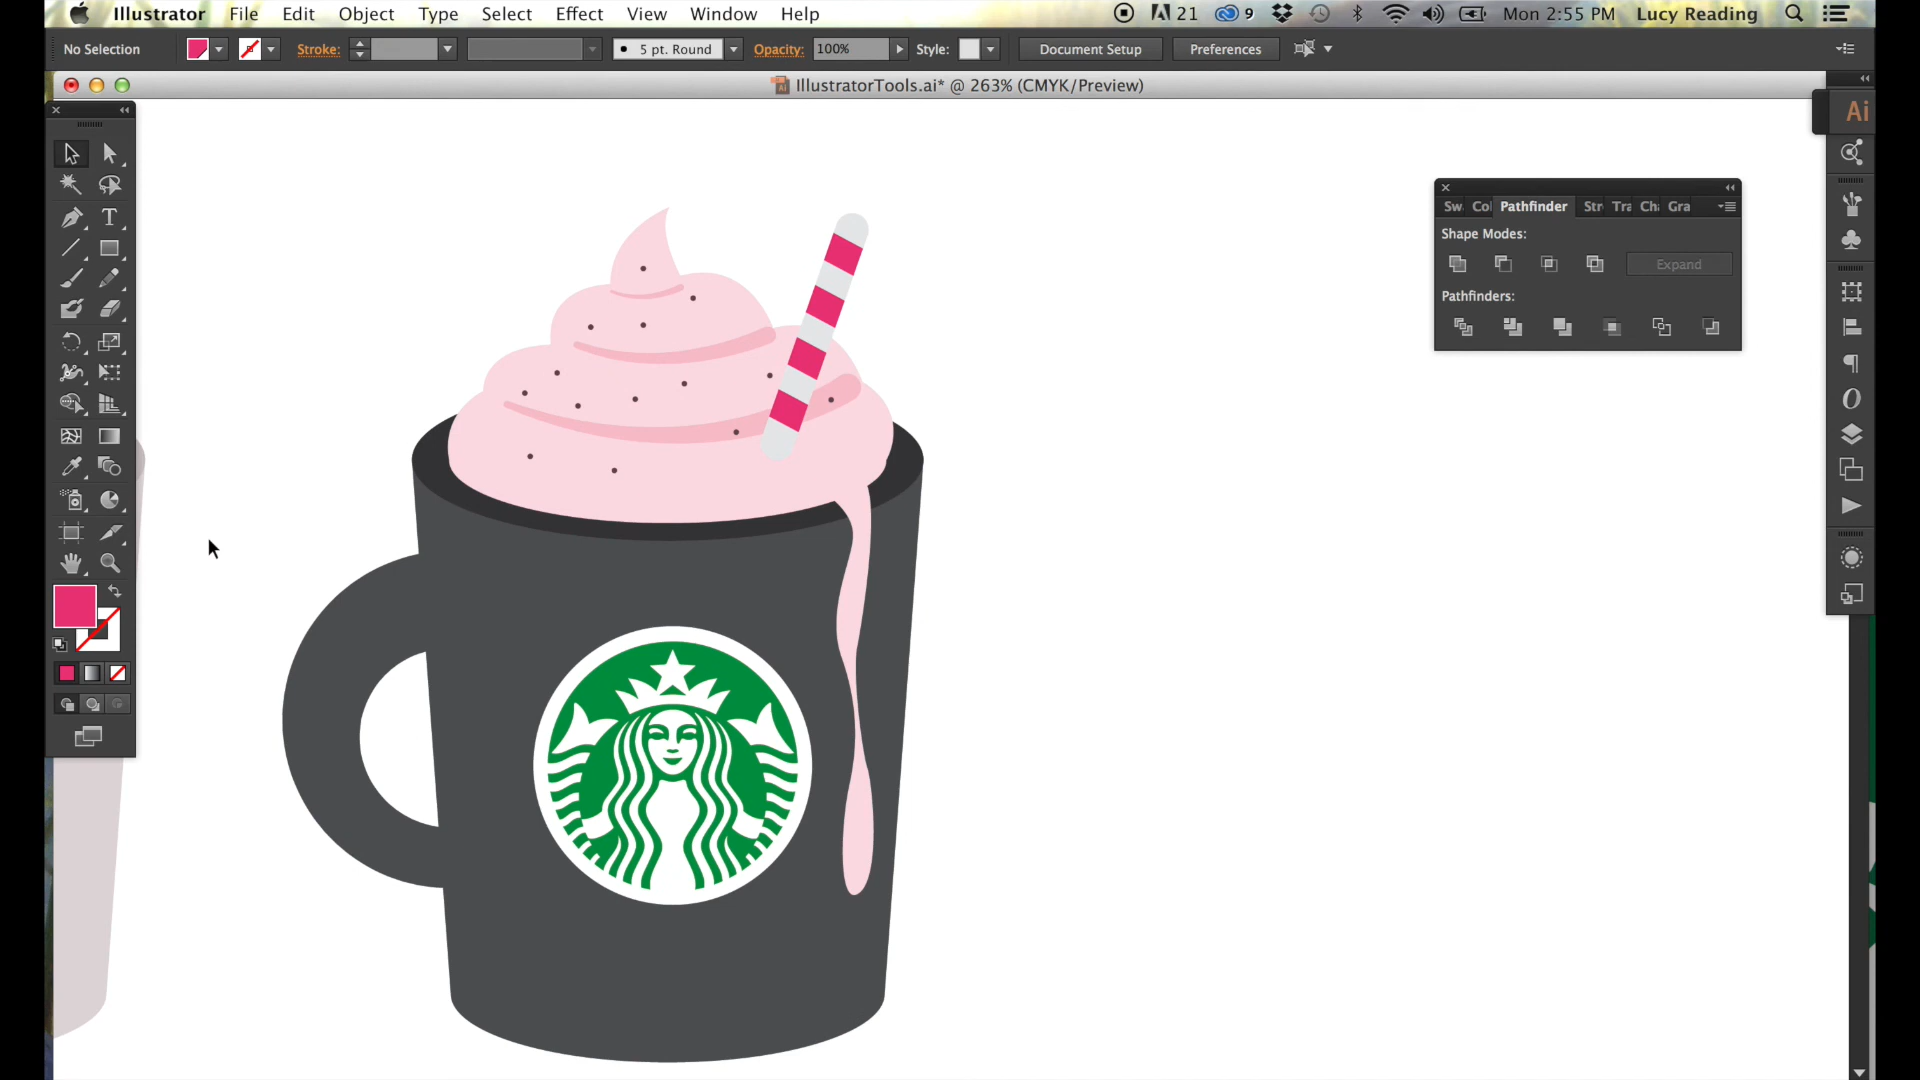 Illustrator File Edit Object Type Select Effect View Window Help 21 9 Mon 2:55 PM Lucy Reading
No Selection Stroke: 5 pt. Round Opacity: 100% Style: Document Setup Preferences
IllustratorTools.ai* @ 263% (CMYK/Preview)
Ai
Sw Col Pathfinder Str Tra Cha Gra
Shape Modes:
Expand
Pathfinders: